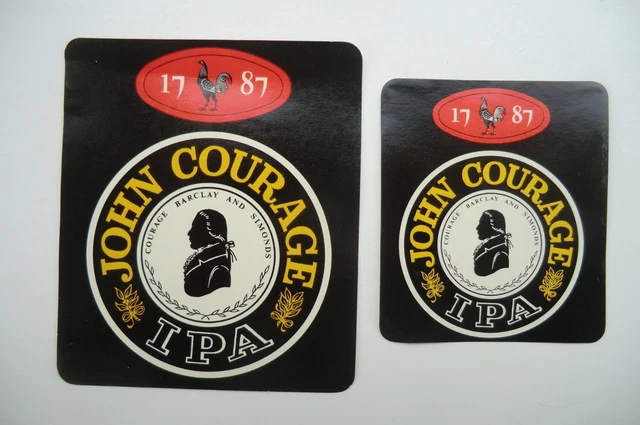 17 87
JOHN COURAGE
COURAGE BARCLAY AND SIMONDS
IPA
17 87
JOHN COURAGE
COURAGE BARCLAY AND SIMONDS
IPA